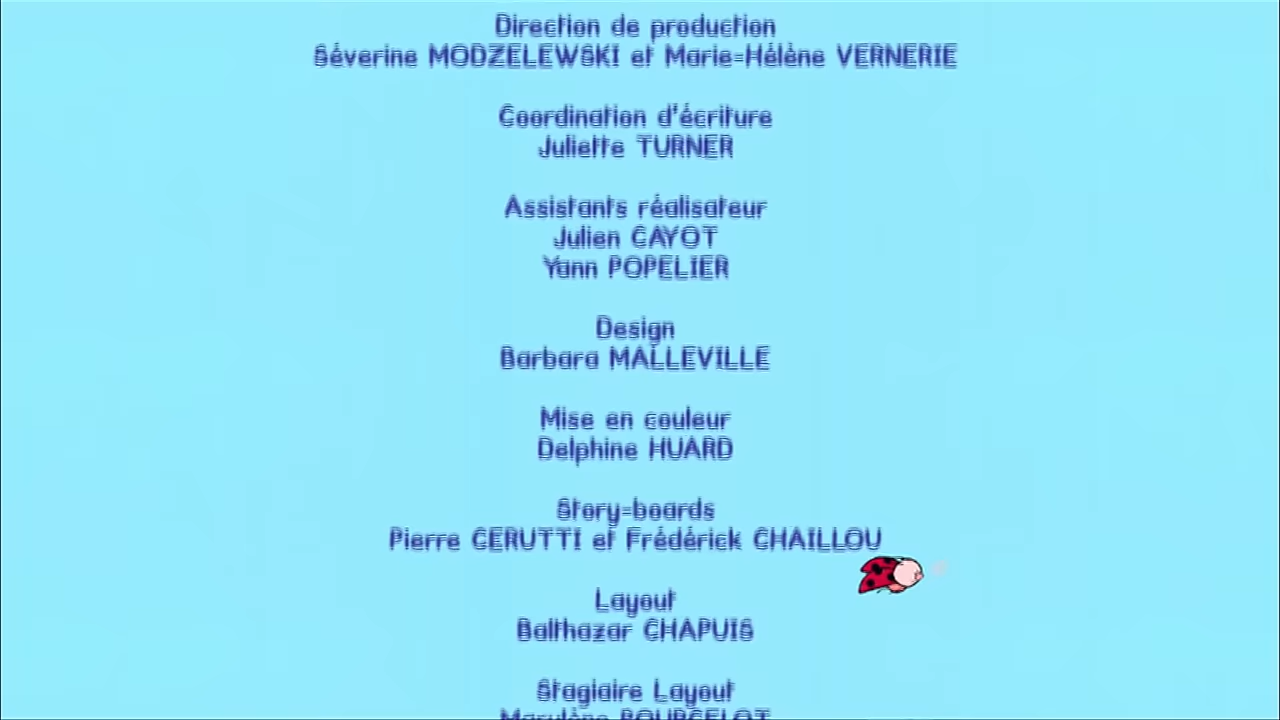 Direction de production
Séverine MODZELEWSKI et Marie-Hélène VERNERIE
Coordination d'écriture
Juliette TURNER
Assistants réalisateur
Julien CAYOT
Yann POPELIER
Design
Barbara MALLEVILLE
Mise en couleur
Delphine HUARD
Story-boards
Pierre CERUTTI et Frédérick CHAILLOU
Layout
Balthazar CHAPUIS
Stagiaire Layout